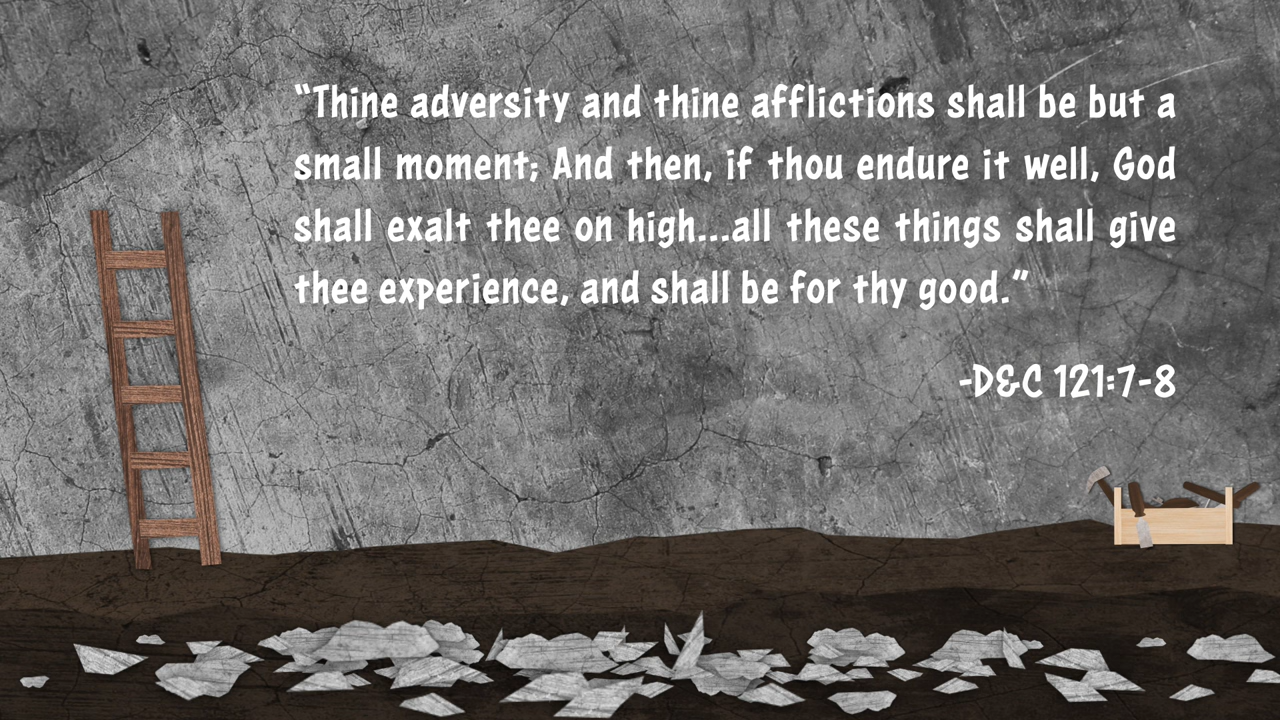 “Thine adversity and thine afflictions shall be but a
small moment; And then, if thou endure it well, God
shall exalt thee on high...all these things shall give
thee experience, and shall be for thy good.”
-D&C 121:7-8